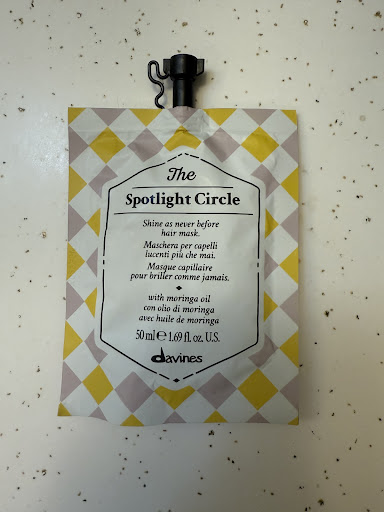 The
Spotlight Circle
Shine as never before
hair mask.
Maschera per capelli
lucenti più che mai.
Masque capillaire
pour briller comme jamais.
with moringa oil
con olio di moringa
avec huile de moringa
50 ml ℮ 1.69 fl. oz. U.S.
davines